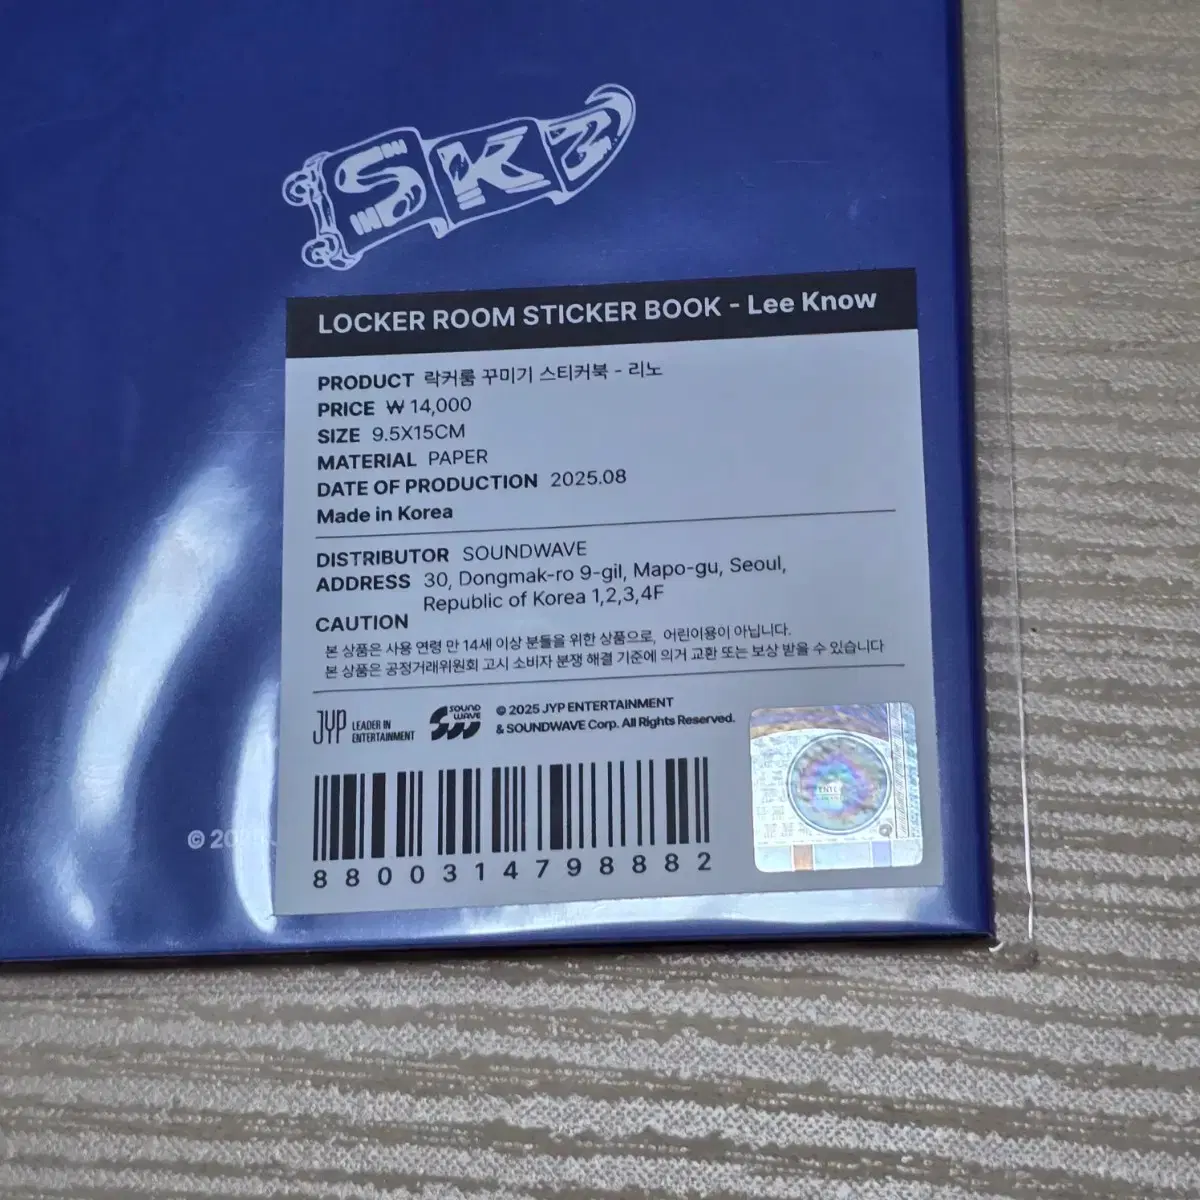 SKZ
LOCKER ROOM STICKER BOOK - Lee Know
PRODUCT 락커룸 꾸미기 스티커북 - 리노
PRICE ₩ 14,000
SIZE 9.5X15CM
MATERIAL PAPER
DATE OF PRODUCTION 2025.08
Made in Korea
DISTRIBUTOR SOUNDWAVE
ADDRESS 30, Dongmak-ro 9-gil, Mapo-gu, Seoul,
Republic of Korea 1,2,3,4F
CAUTION
본 상품은 사용 연령 만 14세 이상 분들을 위한 상품으로, 어린이용이 아닙니다.
본 상품은 공정거래위원회 고시 소비자 분쟁 해결 기준에 의거 교환 또는 보상 받을 수 있습니다
JYP LEADER IN
ENTERTAINMENT
SOUND
WAVE
© 2025 JYP ENTERTAINMENT
& SOUNDWAVE Corp. All Rights Reserved.
8800314798882
©